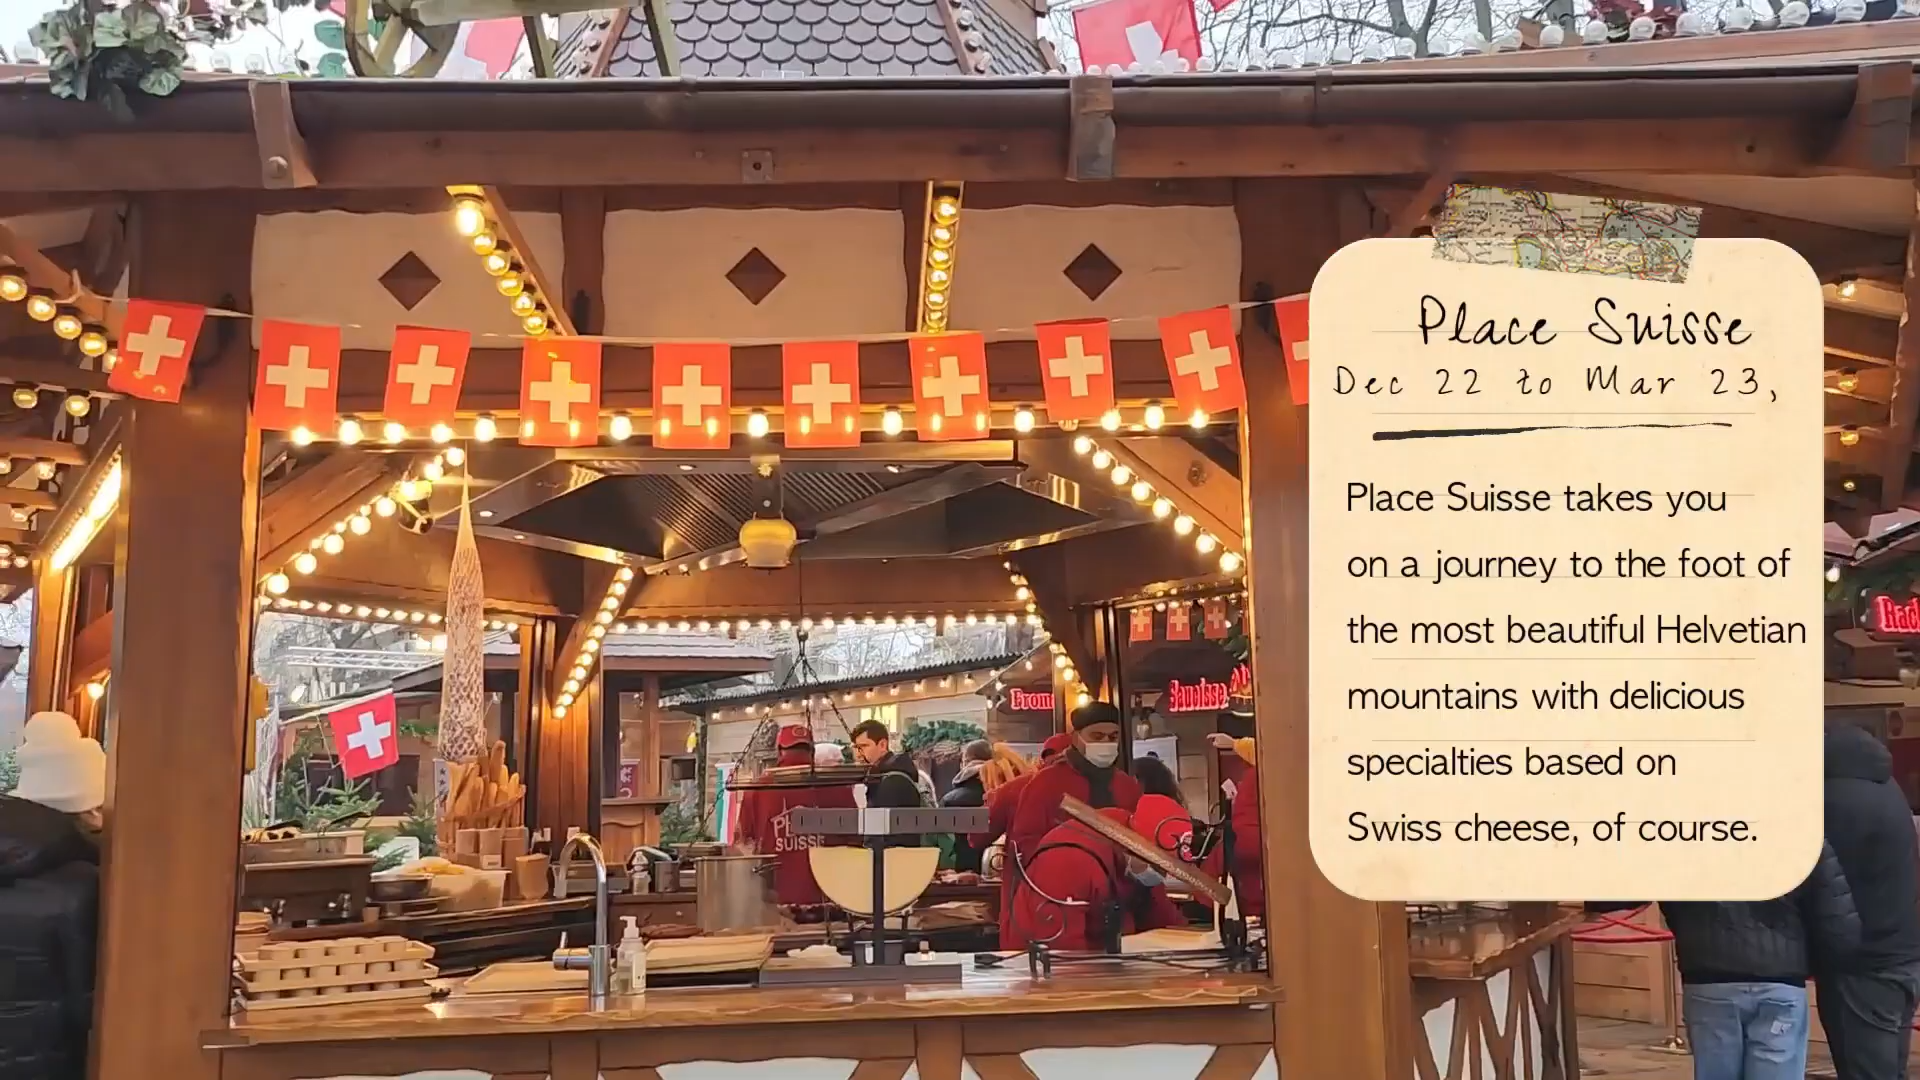 Place Suisse
Dec 22 to Mar 23,
Place Suisse takes you
on a journey to the foot of
the most beautiful Helvetian
mountains with delicious
specialties based on
Swiss cheese, of course.
SUISSE